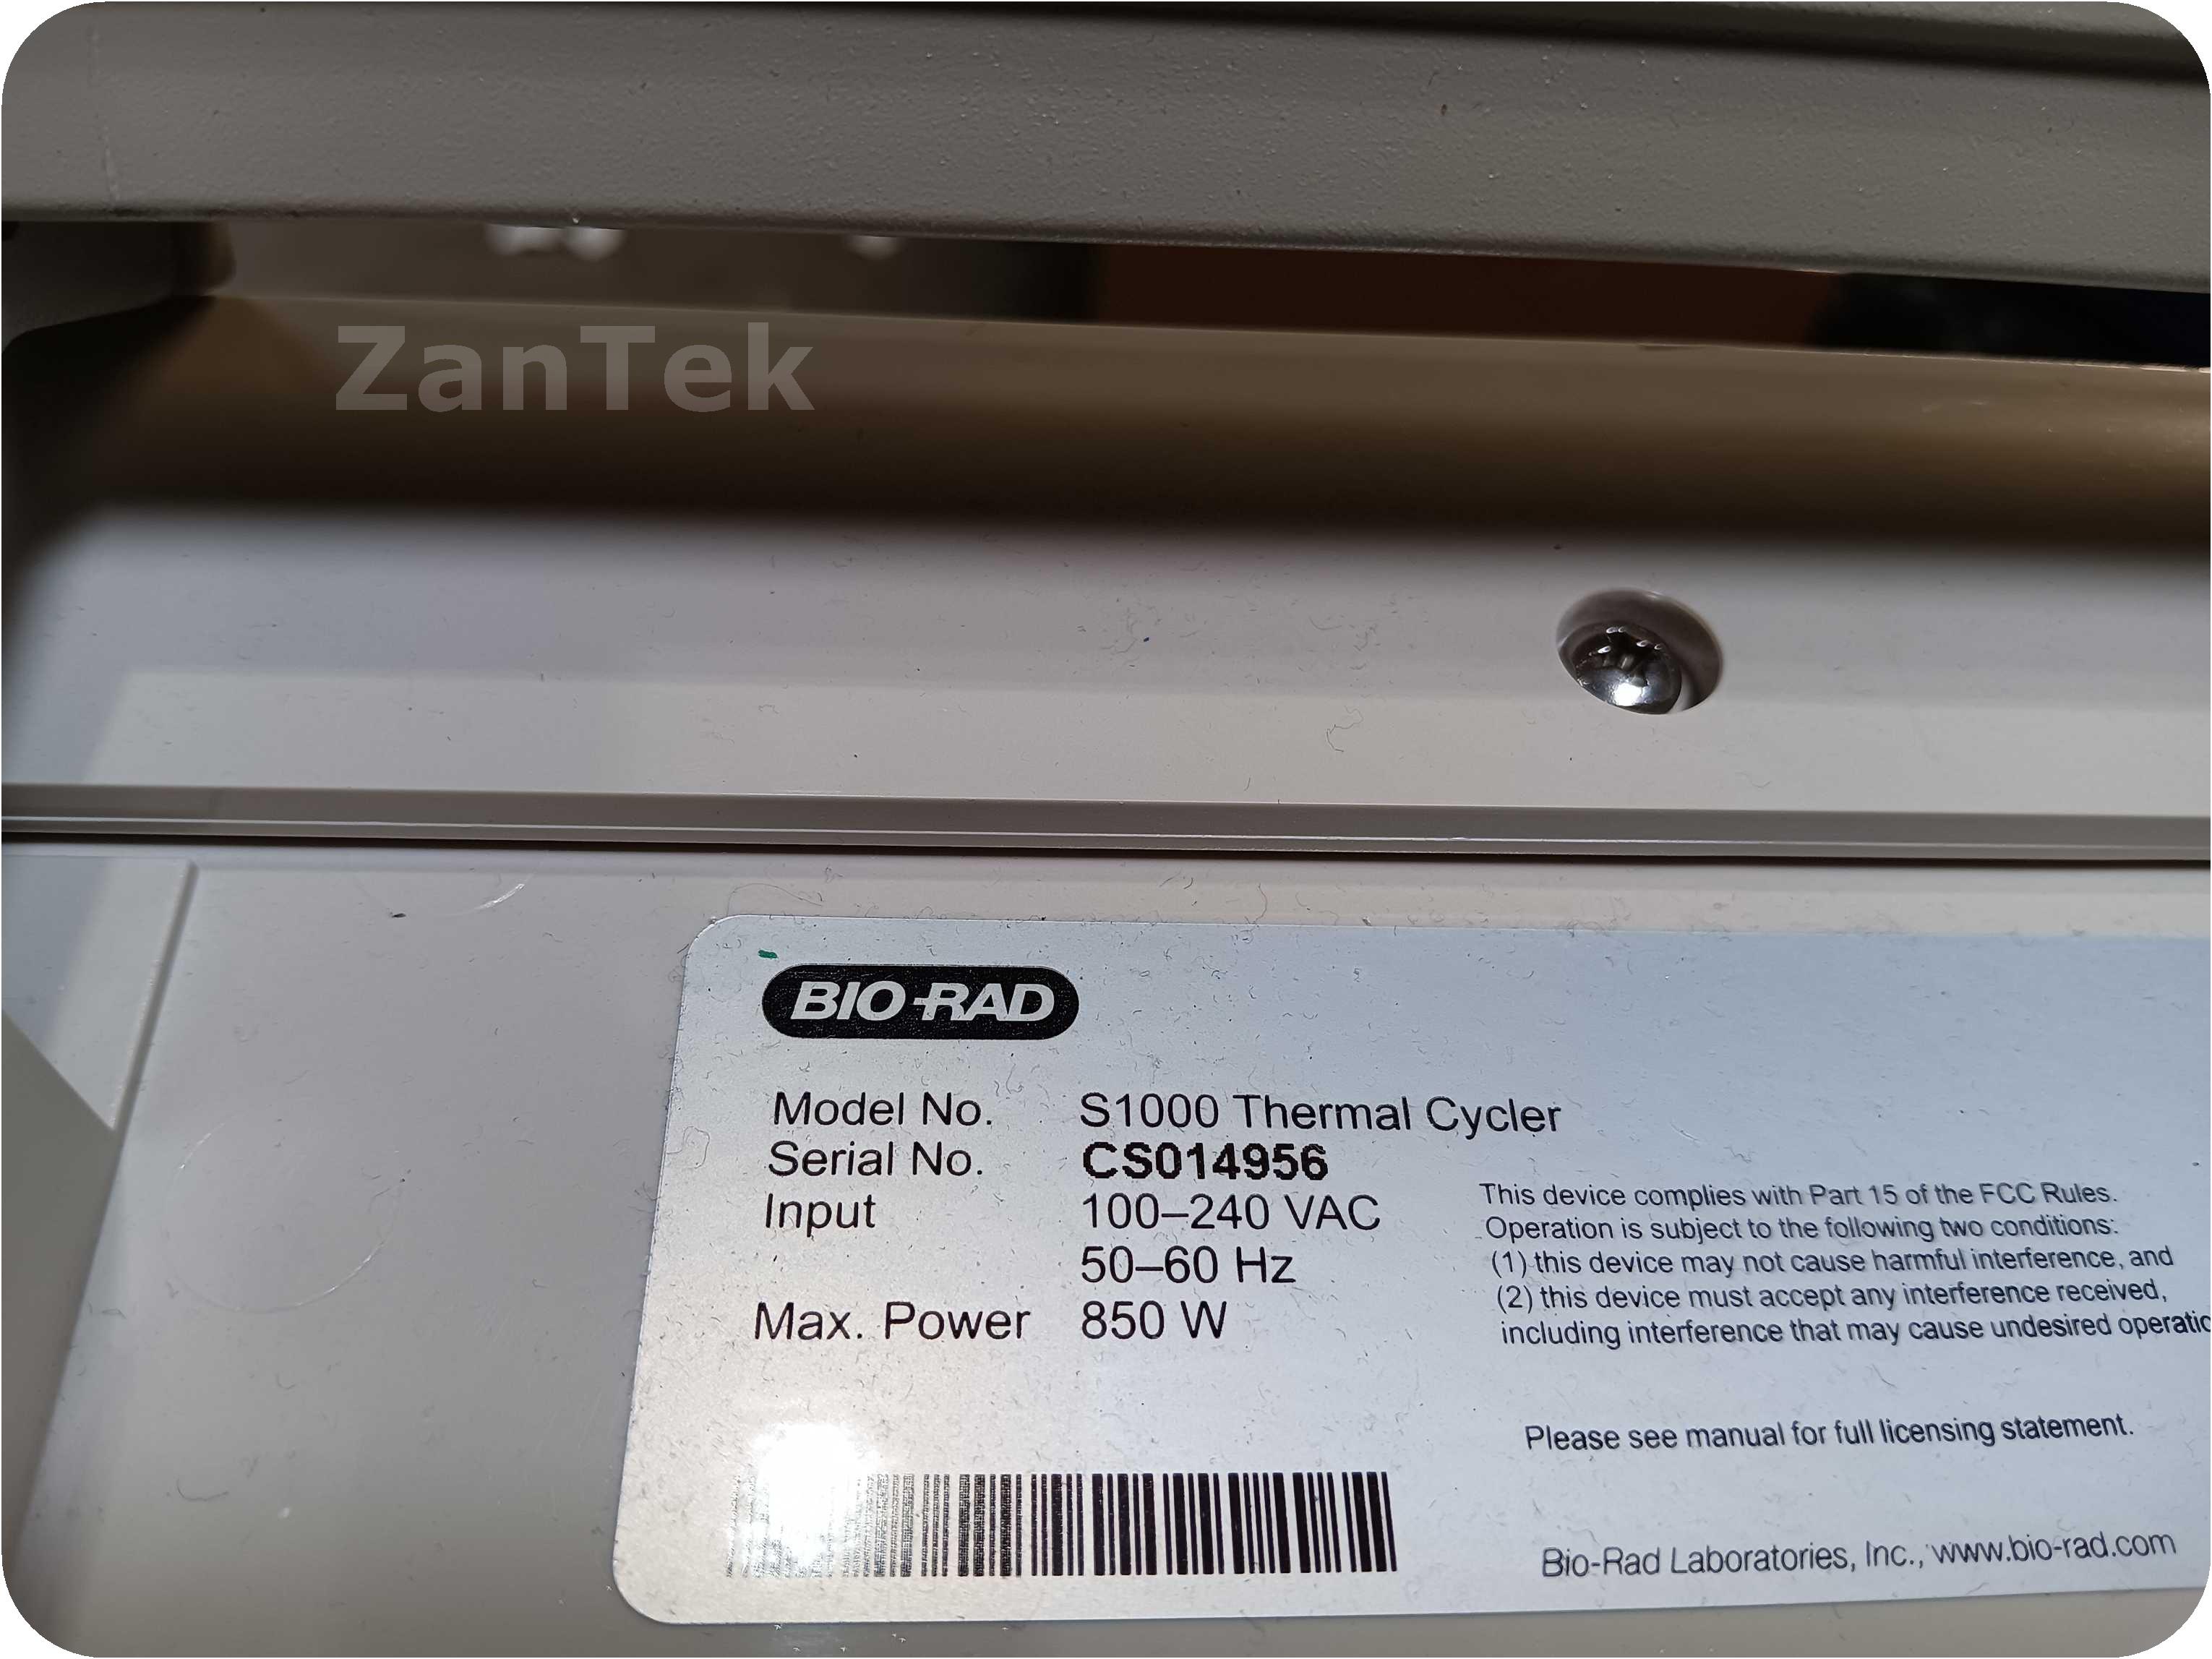 ZanTek
BIO-RAD
Model No. S1000 Thermal Cycler
Serial No. CS014956
Input 100–240 VAC
50–60 Hz
Max. Power 850 W
This device complies with Part 15 of the FCC Rules.
Operation is subject to the following two conditions:
(1) this device may not cause harmful interference, and
(2) this device must accept any interference received,
including interference that may cause undesired operatio
Please see manual for full licensing statement.
Bio-Rad Laboratories, Inc., www.bio-rad.com